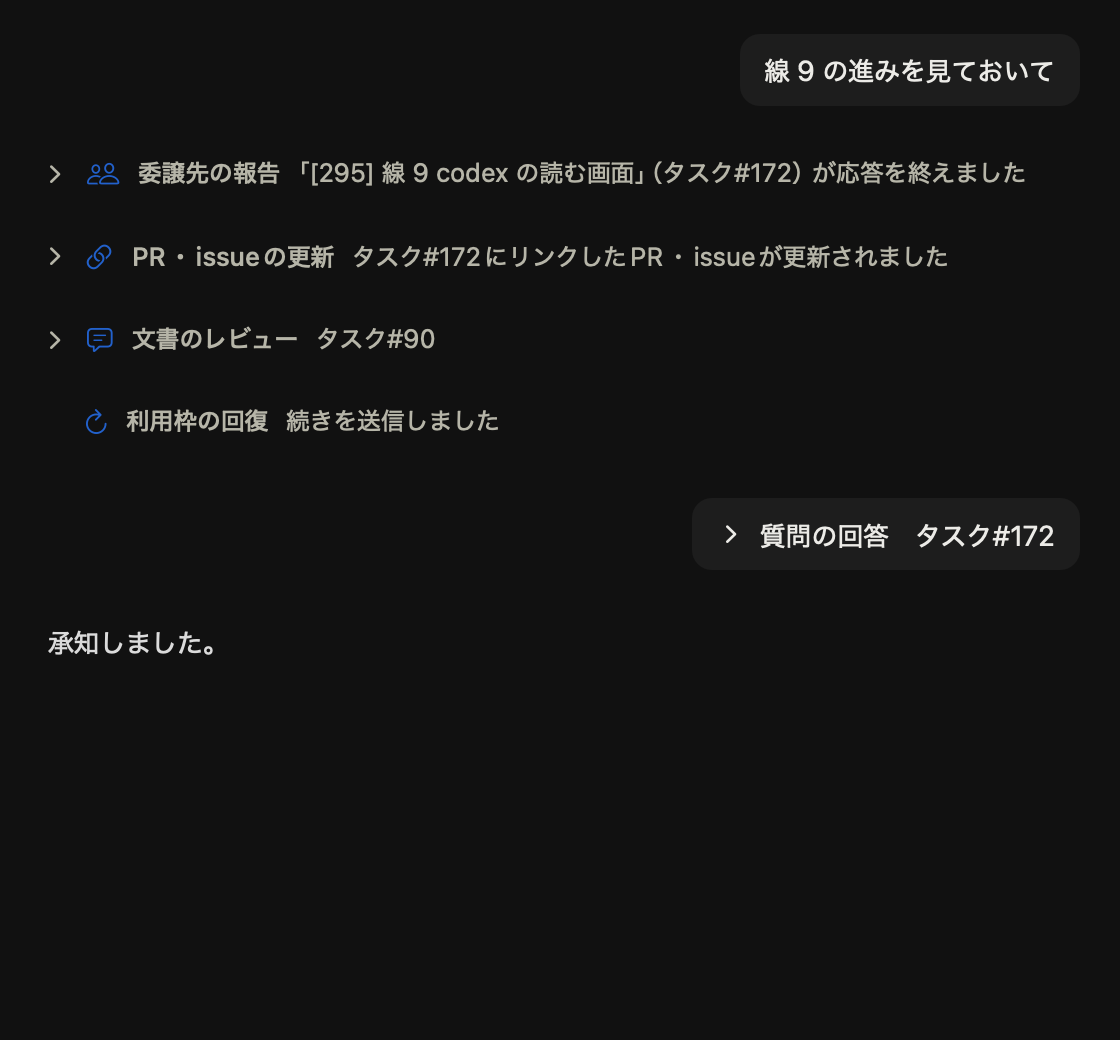 線 9 の進みを見ておいて
委譲先の報告 「[295] 線 9 codex の読む画面」（タスク#172）が応答を終えました
PR・issueの更新 タスク#172にリンクしたPR・issueが更新されました
文書のレビュー タスク#90
利用枠の回復 続きを送信しました
質問の回答 タスク#172
承知しました。